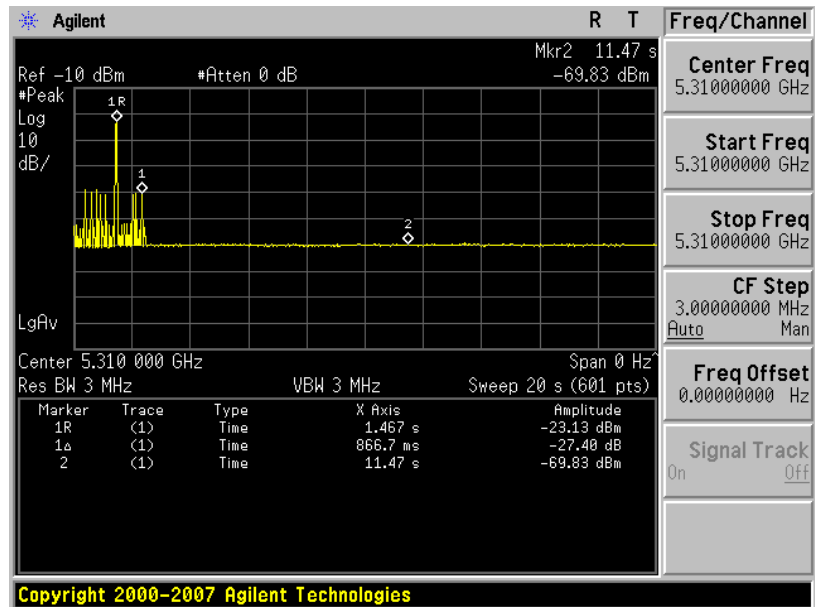 Agilent R T
Freq/Channel
Mkr2 11.47 s
Ref −10 dBm #Atten 0 dB −69.83 dBm
#Peak
Log
10
dB/
1R
1
2
LgAv
Center 5.310 000 GHz Span 0 Hz^
Res BW 3 MHz VBW 3 MHz Sweep 20 s (601 pts)
Marker Trace Type X Axis Amplitude
1R (1) Time 1.467 s −23.13 dBm
1Δ (1) Time 866.7 ms −27.40 dB
2 (1) Time 11.47 s −69.83 dBm
Center Freq
5.31000000 GHz
Start Freq
5.31000000 GHz
Stop Freq
5.31000000 GHz
CF Step
3.00000000 MHz
Auto Man
Freq Offset
0.00000000 Hz
Signal Track
On Off
Copyright 2000–2007 Agilent Technologies